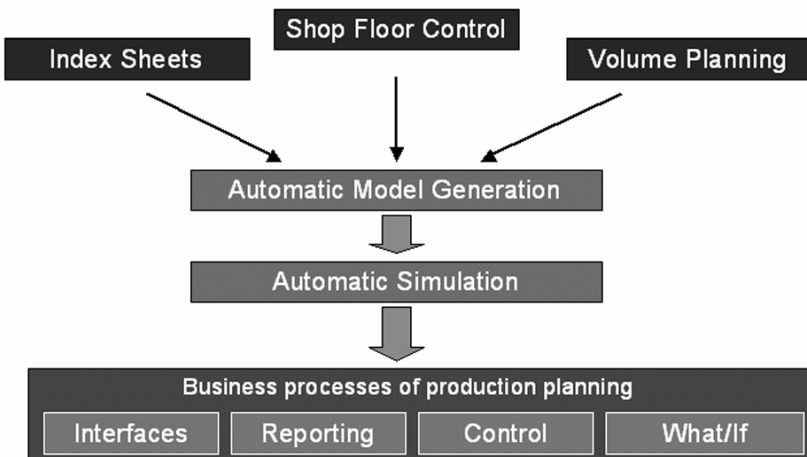 Shop Floor Control
Index Sheets
Volume Planning
Automatic Model Generation
Automatic Simulation
Business processes of production planning
Interfaces
Reporting
Control
What/If